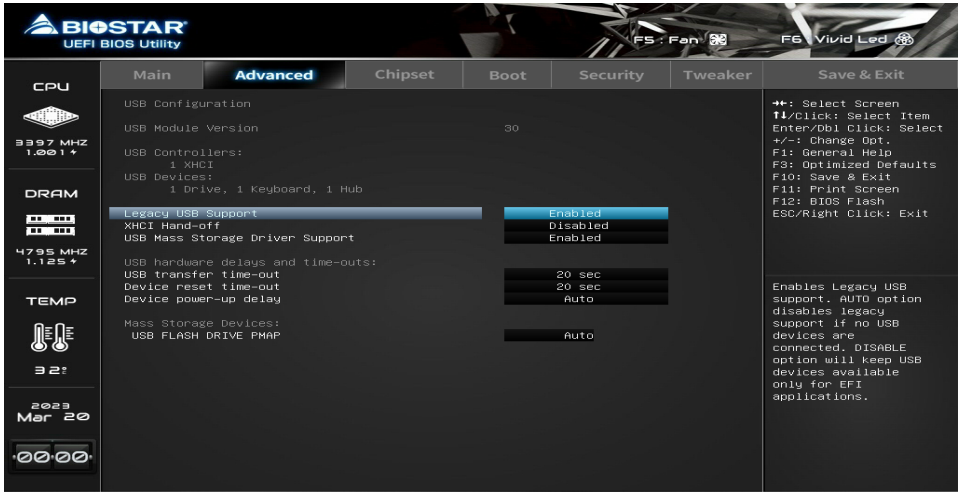 BIOSTAR®
UEFI BIOS Utility
F5 : Fan
F6 : Vivid Led
Main Advanced Chipset Boot Security Tweaker Save & Exit
CPU
3397 MHZ
1.001
DRAM
4795 MHZ
1.125
TEMP
32°
2023
Mar 20
00:00
USB Configuration
USB Module Version 30
USB Controllers:
1 XHCI
USB Devices:
1 Drive, 1 Keyboard, 1 Hub
Legacy USB Support Enabled
XHCI Hand-off Disabled
USB Mass Storage Driver Support Enabled
USB hardware delays and time-outs:
USB transfer time-out 20 sec
Device reset time-out 20 sec
Device power-up delay Auto
Mass Storage Devices:
USB FLASH DRIVE PMAP Auto
→←: Select Screen
↑↓/Click: Select Item
Enter/Dbl Click: Select
+/-: Change Opt.
F1: General Help
F3: Optimized Defaults
F10: Save & Exit
F11: Print Screen
F12: BIOS Flash
ESC/Right Click: Exit
Enables Legacy USB
support. AUTO option
disables legacy
support if no USB
devices are
connected. DISABLE
option will keep USB
devices available
only for EFI
applications.